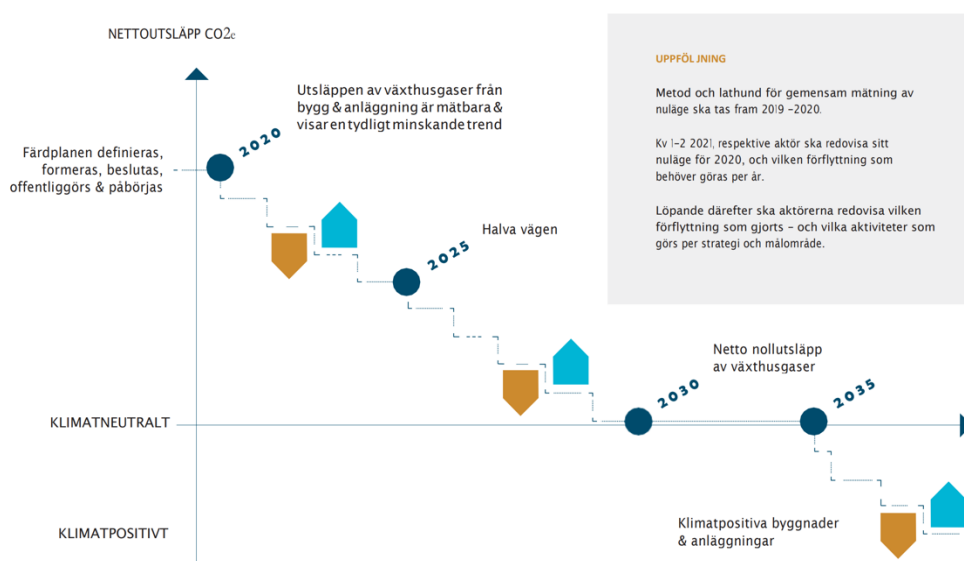 NETTOUTSLÄPP CO2e
Utsläppen av växthusgaser från
bygg & anläggning är mätbara &
visar en tydligt minskande trend
2020
Färdplanen definieras,
formeras, beslutas,
offentliggörs & påbörjas
Halva vägen
2025
UPPFÖLJNING
Metod och lathund för gemensam mätning av
nuläge ska tas fram 2019 –2020.
Kv 1–2 2021, respektive aktör ska redovisa sitt
nuläge för 2020, och vilken förflyttning som
behöver göras per år.
Löpande därefter ska aktörerna redovisa vilken
förflyttning som gjorts – och vilka aktiviteter som
görs per strategi och målområde.
Netto nollutsläpp
av växthusgaser
2030
2035
KLIMATNEUTRALT
Klimatpositiva byggnader
& anläggningar
KLIMATPOSITIVT